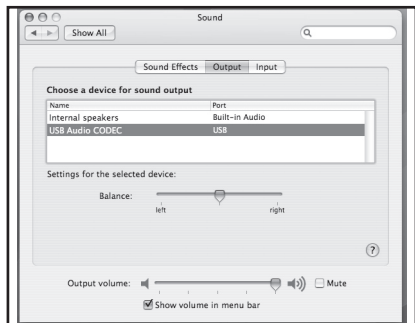 Sound
Show All
Sound Effects Output Input
Choose a device for sound output
Name Port
Internal speakers Built-in Audio
USB Audio CODEC USB
Settings for the selected device:
Balance:
left right
?
Output volume: Mute
Show volume in menu bar